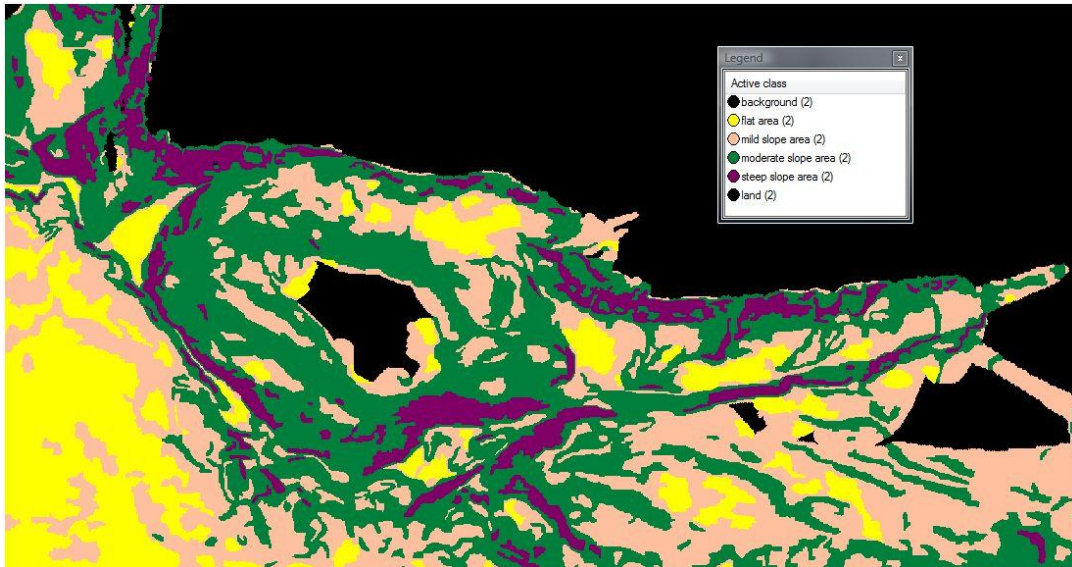 Legend
Active class
background (2)
flat area (2)
mild slope area (2)
moderate slope area (2)
steep slope area (2)
land (2)